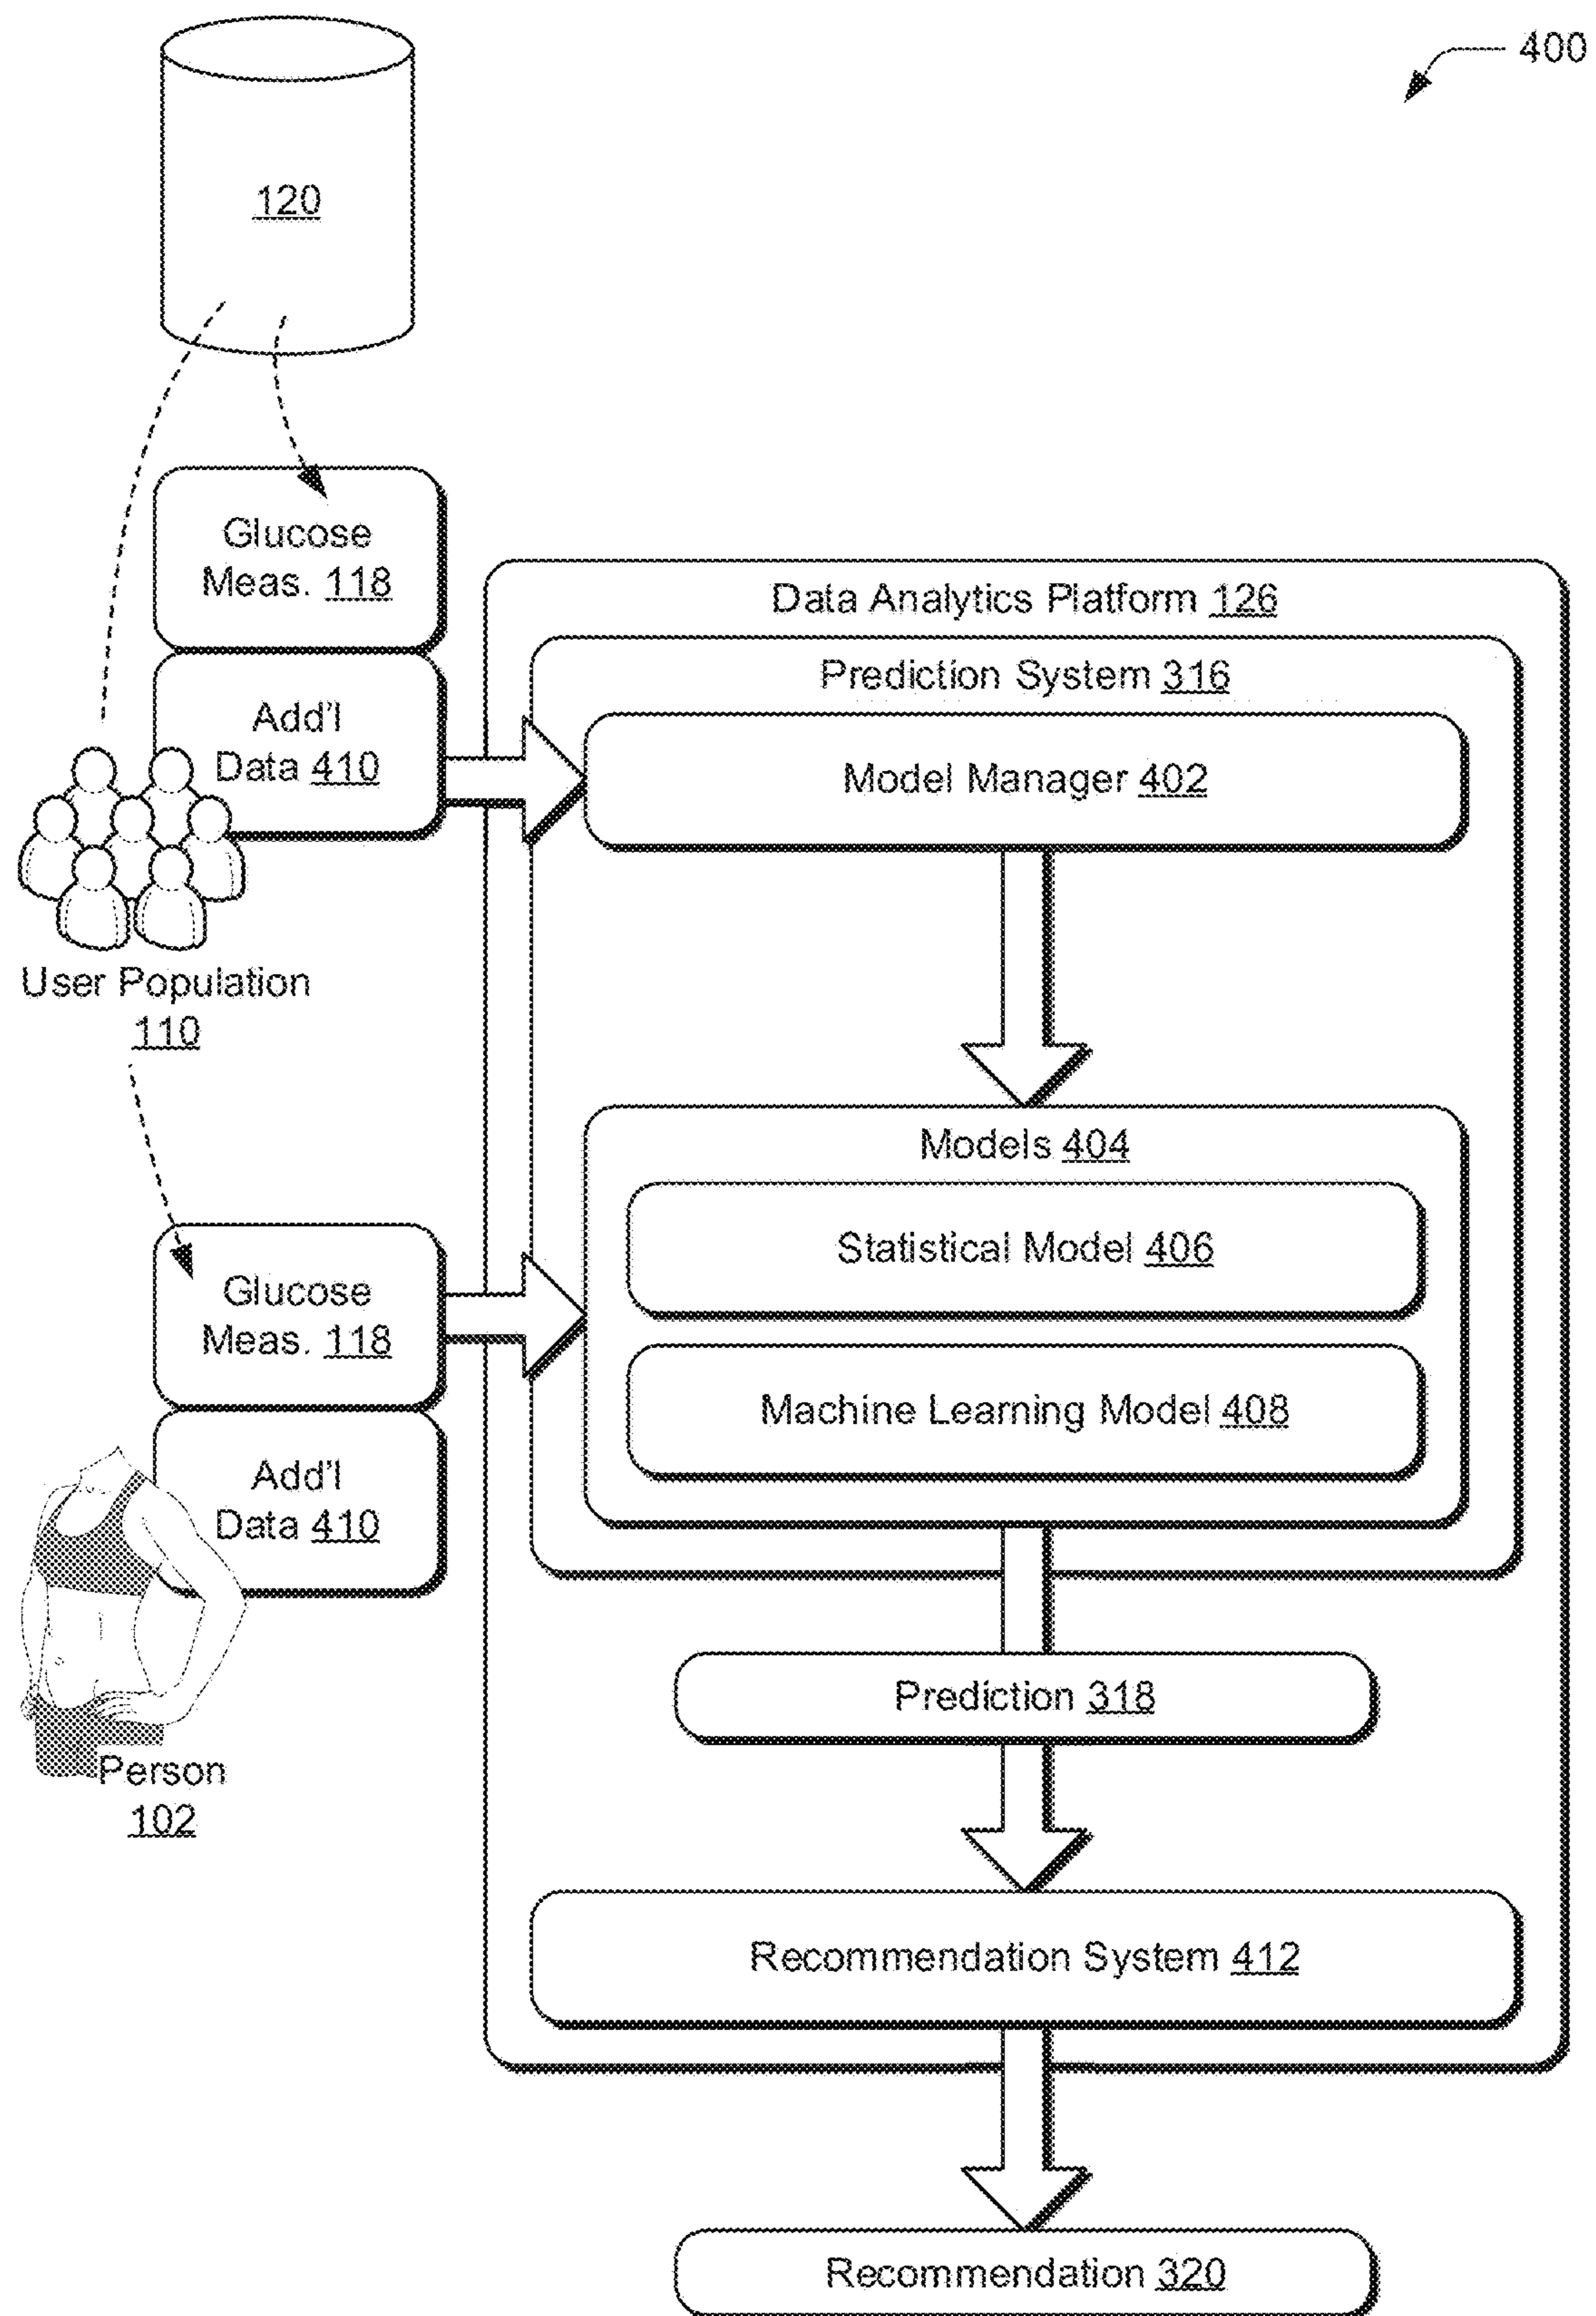 400
120
Glucose
Meas. 118
Add'l
Data 410
User Population
110
Data Analytics Platform 126
Prediction System 316
Model Manager 402
Models 404
Statistical Model 406
Machine Learning Model 408
Glucose
Meas. 118
Add'l
Data 410
Person
102
Prediction 318
Recommendation System 412
Recommendation 320